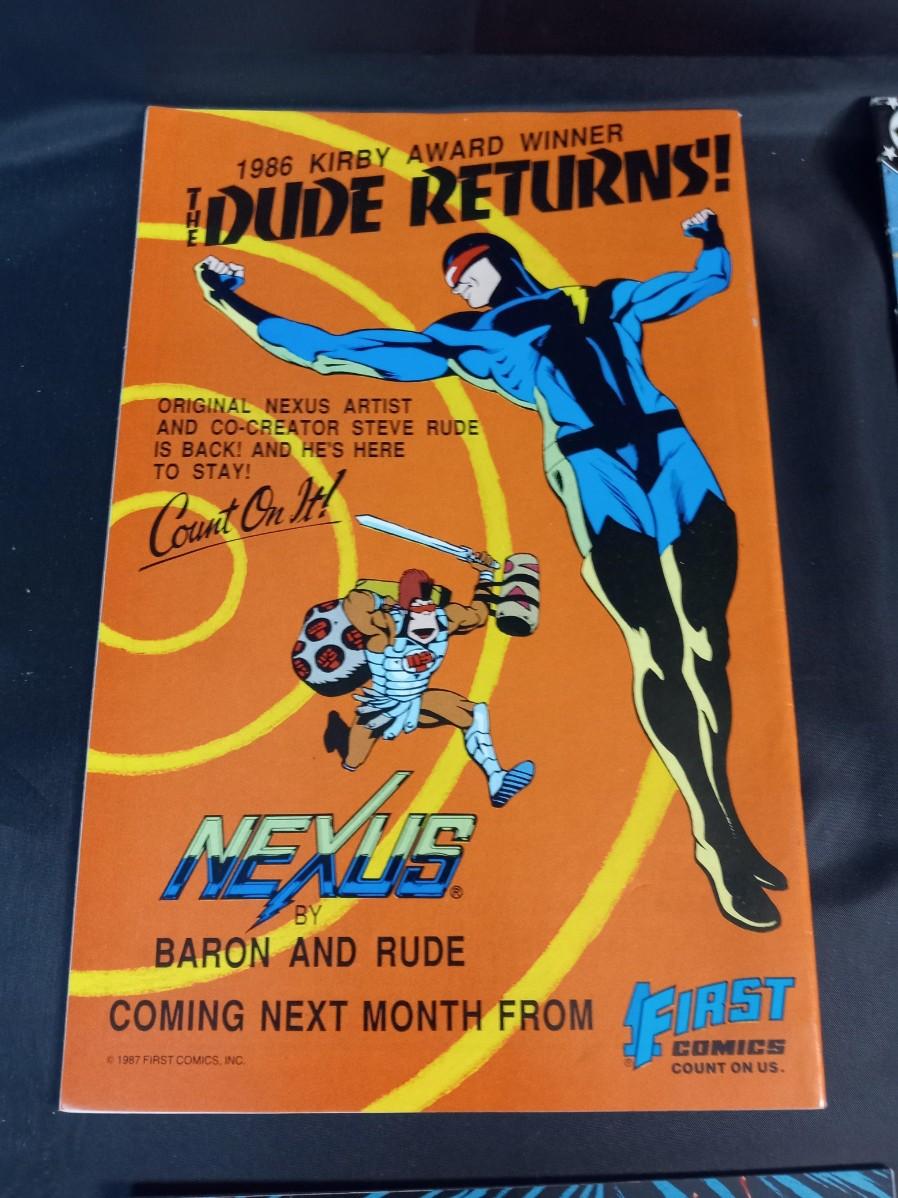 1986 KIRBY AWARD WINNER
THE DUDE RETURNS!
ORIGINAL NEXUS ARTIST
AND CO-CREATOR STEVE RUDE
IS BACK! AND HE'S HERE
TO STAY!
Count On It!
NEXUS®
BY
BARON AND RUDE
COMING NEXT MONTH FROM
FIRST
COMICS
®
COUNT ON US.
© 1987 FIRST COMICS, INC.